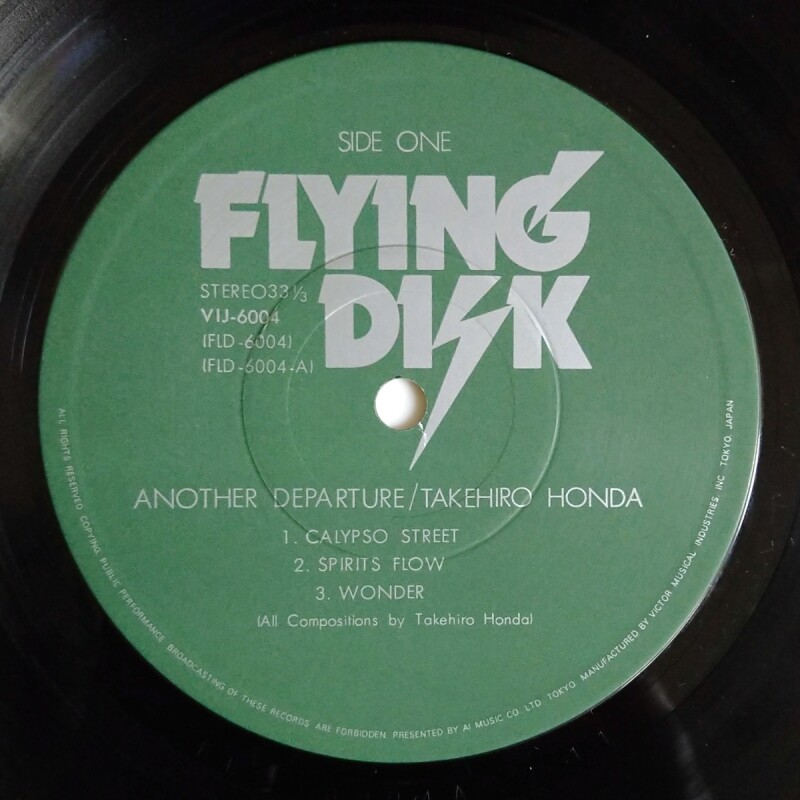 SIDE ONE
FLYING
DISK
STEREO33⅓
VIJ-6004
(FLD-6004)
(FLD-6004-A)
ANOTHER DEPARTURE/TAKEHIRO HONDA
1. CALYPSO STREET
2. SPIRITS FLOW
3. WONDER
(All Compositions by Takehiro Honda)
ALL RIGHTS RESERVED COPYING PUBLIC PERFORMANCE BROADCASTING OF THESE RECORDS ARE FORBIDDEN PRESENTED BY AI MUSIC CO. LTD. TOKYO MANUFACTURED BY VICTOR MUSICAL INDUSTRIES INC TOKYO JAPAN